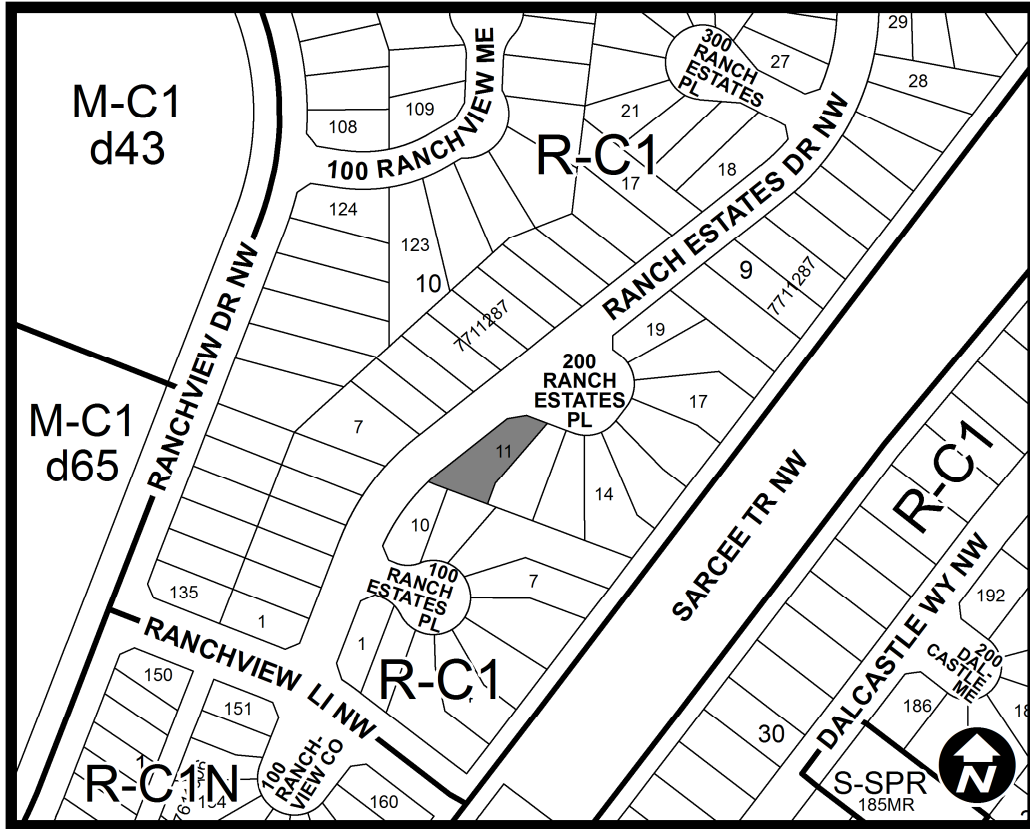 29
300
RANCH
ESTATES
PL
27
28
M-C1
d43
109
108
21
R-C1
100 RANCHVIEW ME
18
17
RANCH ESTATES DR NW
124
123
10
9
7711287
7711287
19
RANCHVIEW DR NW
200
RANCH
ESTATES
PL
17
M-C1
d65
7
11
14
R-C1
SARCEE TR NW
10
100
RANCH
ESTATES
PL
7
135
1
1
R-C1
DALCASTLE WY NW
192
200
DAL-
CASTLE
ME
RANCHVIEW LI NW
150
151
186
30
100
RANCH-
VIEW CO
R-C1N
160
S-SPR
185MR
N